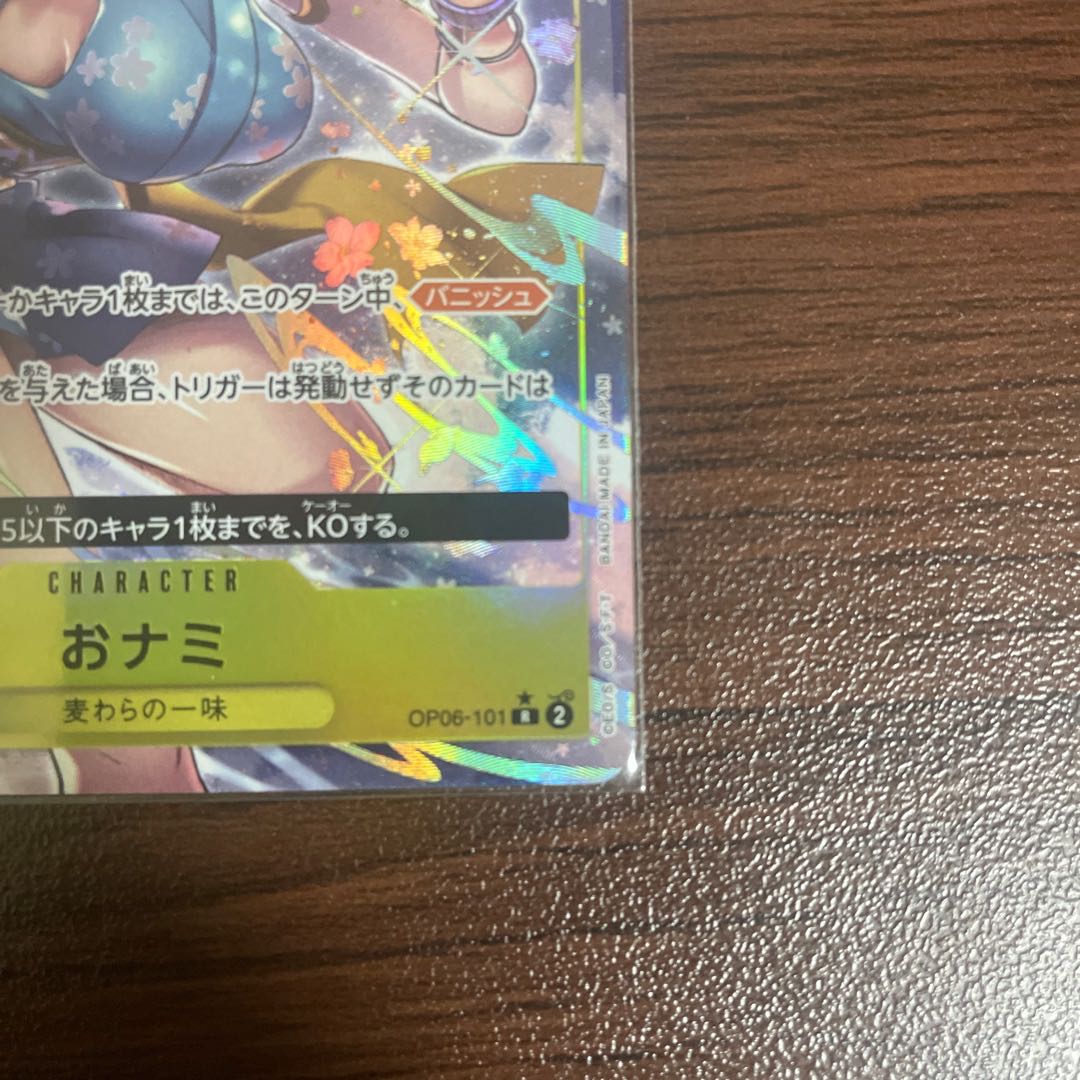 かキャラ1枚までは、このターン中、バニッシュ
を与えた場合、トリガーは発動せずそのカードは
5以下のキャラ1枚までを、KOする。
CHARACTER
おナミ
麦わらの一味
OP06-101 R 2
©E.O./S. ©O./S.F.T BANDAI MADE IN JAPAN